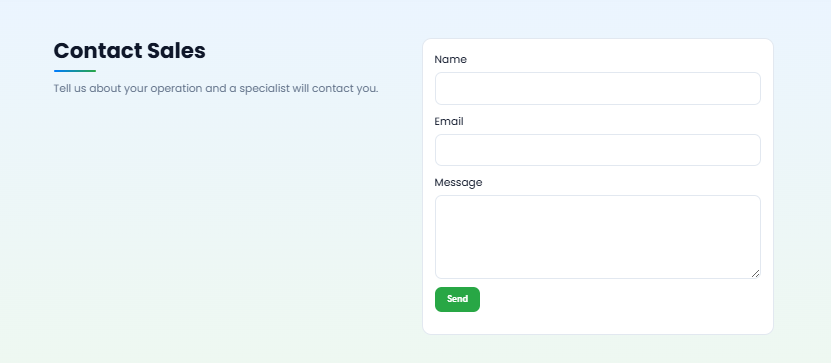 Contact Sales
Tell us about your operation and a specialist will contact you.
Name
Email
Message
Send